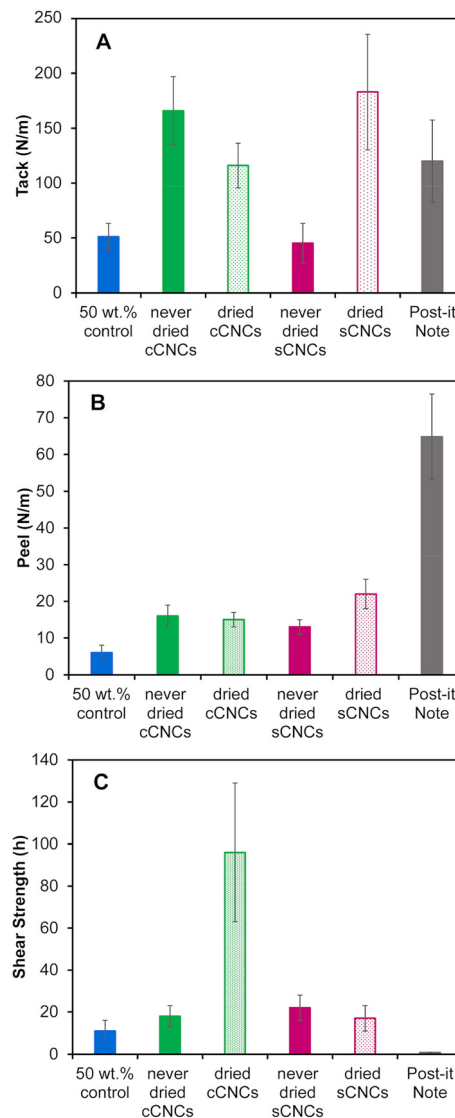 A
Tack (N/m)
250
200
150
100
50
0
50 wt.% control
never dried cCNCs
dried cCNCs
never dried sCNCs
dried sCNCs
Post-it Note
B
Peel (N/m)
80
70
60
50
40
30
20
10
0
50 wt.% control
never dried cCNCs
dried cCNCs
never dried sCNCs
dried sCNCs
Post-it Note
C
Shear Strength (h)
140
120
100
80
60
40
20
0
50 wt.% control
never dried cCNCs
dried cCNCs
never dried sCNCs
dried sCNCs
Post-it Note